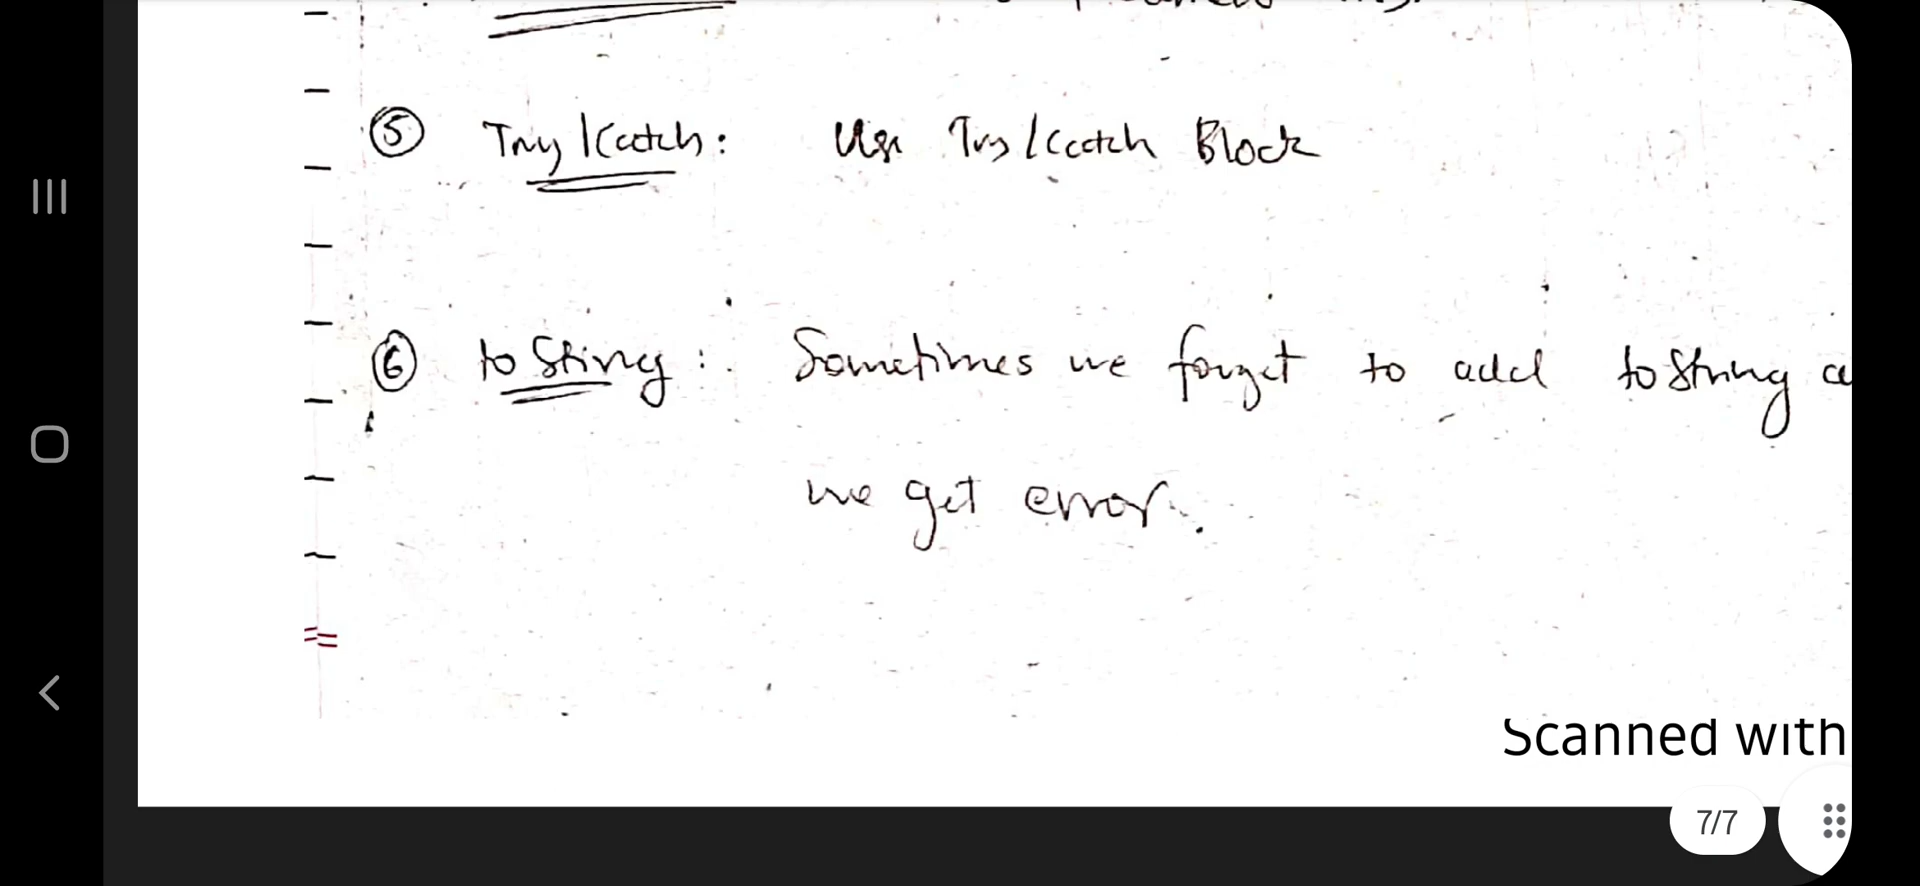 ⑤ Try/Catch: Use Try/Catch Block
⑥ toString: Sometimes we forget to add toString
we get error.
Scanned with
7/7